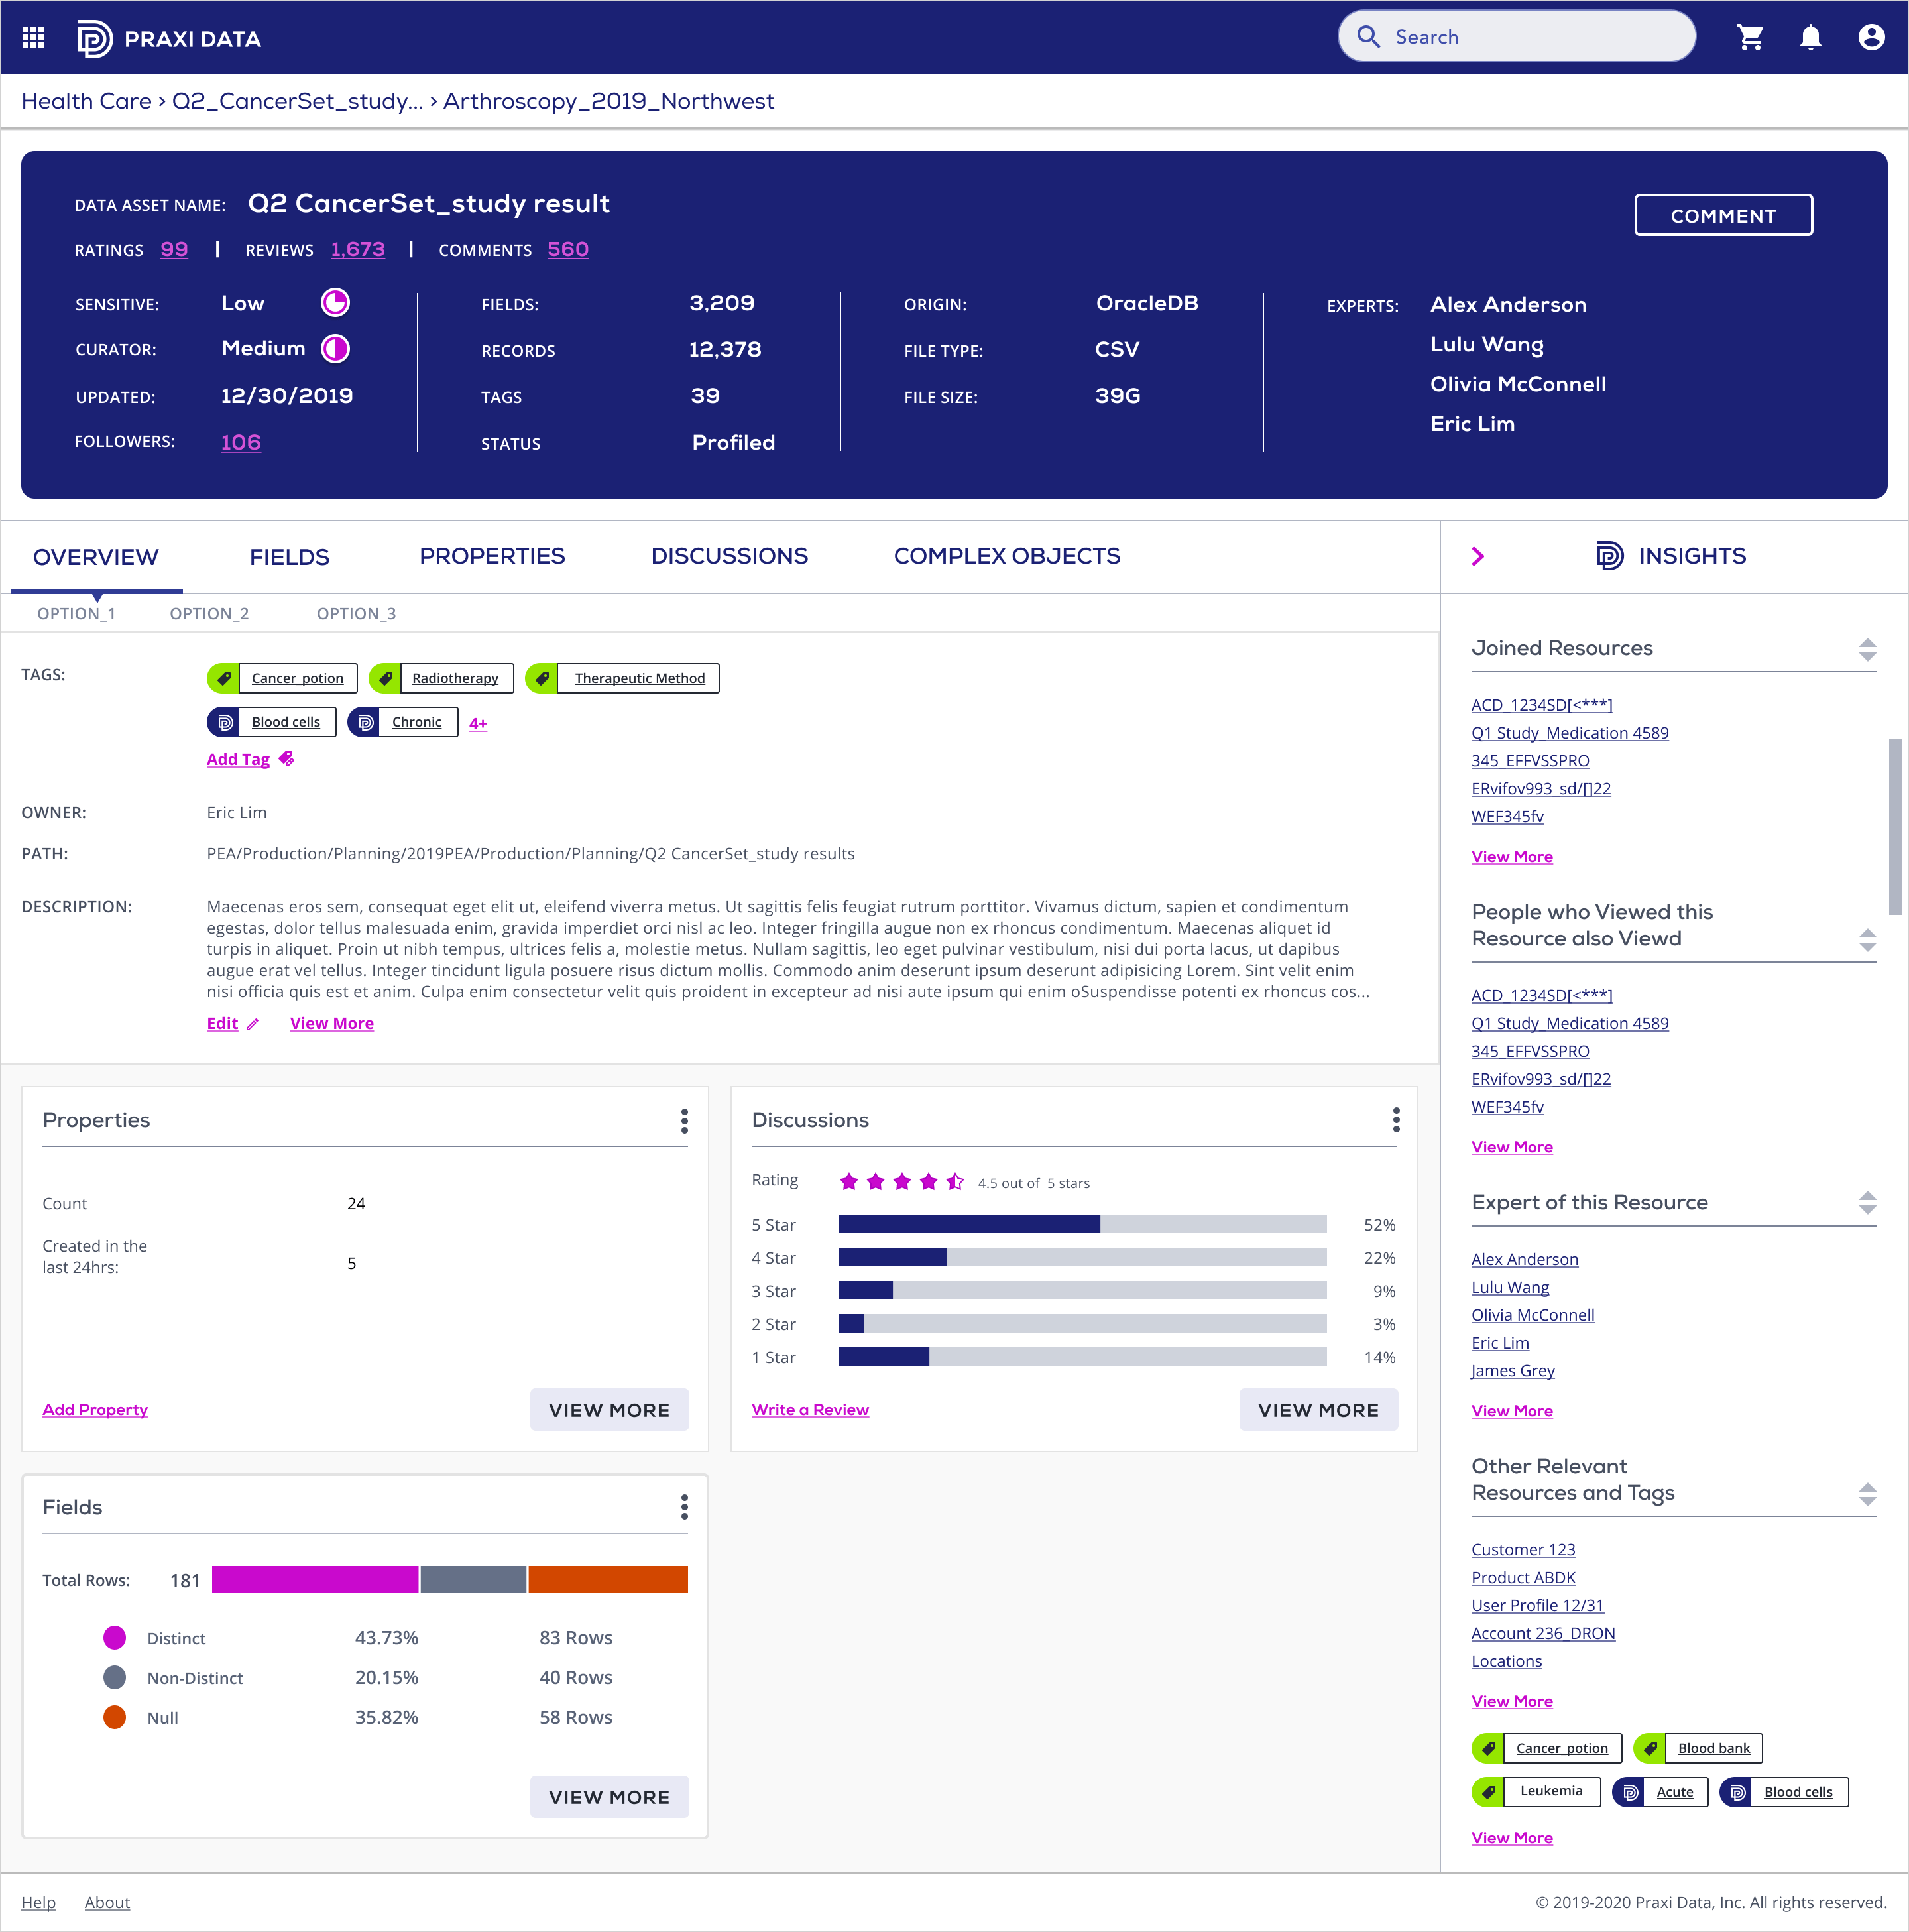 PRAXI DATA
Search
Health Care › Q2_CancerSet_study... › Arthroscopy_2019_Northwest
DATA ASSET NAME: Q2 CancerSet_study result
COMMENT
RATINGS 99 | REVIEWS 1,673 | COMMENTS 560
SENSITIVE: Low
CURATOR: Medium
UPDATED: 12/30/2019
FOLLOWERS: 106
FIELDS: 3,209
RECORDS 12,378
TAGS 39
STATUS Profiled
ORIGIN: OracleDB
FILE TYPE: CSV
FILE SIZE: 39G
EXPERTS: Alex Anderson
Lulu Wang
Olivia McConnell
Eric Lim
OVERVIEW FIELDS PROPERTIES DISCUSSIONS COMPLEX OBJECTS
OPTION_1 OPTION_2 OPTION_3
TAGS: Cancer_potion Radiotherapy Therapeutic Method
Blood cells Chronic 4+
Add Tag
OWNER: Eric Lim
PATH: PEA/Production/Planning/2019PEA/Production/Planning/Q2 CancerSet_study results
DESCRIPTION: Maecenas eros sem, consequat eget elit ut, eleifend viverra metus. Ut sagittis felis feugiat rutrum porttitor. Vivamus dictum, sapien et condimentum
egestas, dolor tellus malesuada enim, gravida imperdiet orci nisl ac leo. Integer fringilla augue non ex rhoncus condimentum. Maecenas aliquet id
turpis in aliquet. Proin ut nibh tempus, ultrices felis a, molestie metus. Nullam sagittis, leo eget pulvinar vestibulum, nisi dui porta lacus, ut dapibus
augue erat vel tellus. Integer tincidunt ligula posuere risus dictum mollis. Commodo anim deserunt ipsum deserunt adipisicing Lorem. Sint velit enim
nisi officia quis est et anim. Culpa enim consectetur velit quis proident in excepteur ad nisi aute ipsum qui enim oSuspendisse potenti ex rhoncus cos...
Edit View More
Properties
Count 24
Created in the
last 24hrs: 5
Add Property VIEW MORE
Discussions
Rating 4.5 out of 5 stars
5 Star 52%
4 Star 22%
3 Star 9%
2 Star 3%
1 Star 14%
Write a Review VIEW MORE
Fields
Total Rows: 181
Distinct 43.73% 83 Rows
Non-Distinct 20.15% 40 Rows
Null 35.82% 58 Rows
VIEW MORE
INSIGHTS
Joined Resources
ACD_1234SD[<***]
Q1 Study_Medication 4589
345_EFFVSSPRO
ERvifov993_sd/[]22
WEF345fv
View More
People who Viewed this
Resource also Viewd
ACD_1234SD[<***]
Q1 Study_Medication 4589
345_EFFVSSPRO
ERvifov993_sd/[]22
WEF345fv
View More
Expert of this Resource
Alex Anderson
Lulu Wang
Olivia McConnell
Eric Lim
James Grey
View More
Other Relevant
Resources and Tags
Customer 123
Product ABDK
User Profile 12/31
Account 236_DRON
Locations
View More
Cancer_potion Blood bank
Leukemia Acute Blood cells
View More
Help About
© 2019-2020 Praxi Data, Inc. All rights reserved.